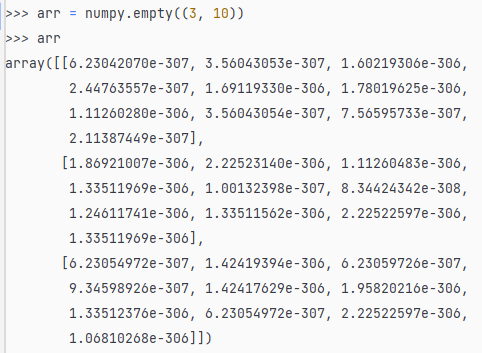 >>> arr = numpy.empty((3, 10))
>>> arr
array([[6.23042070e-307, 3.56043053e-307, 1.60219306e-306,
        2.44763557e-307, 1.69119330e-306, 1.78019625e-306,
        1.11260280e-306, 3.56043054e-307, 7.56595733e-307,
        2.11387449e-307],
       [1.86921007e-306, 2.22523140e-306, 1.11260483e-306,
        1.33511969e-306, 1.00132398e-307, 8.34424342e-308,
        1.24611741e-306, 1.33511562e-306, 2.22522597e-306,
        1.33511969e-306],
       [6.23054972e-307, 1.42419394e-306, 6.23059726e-307,
        9.34598926e-307, 1.42417629e-306, 1.95820216e-306,
        1.33512376e-306, 6.23054972e-307, 2.22522597e-306,
        1.06810268e-306]])